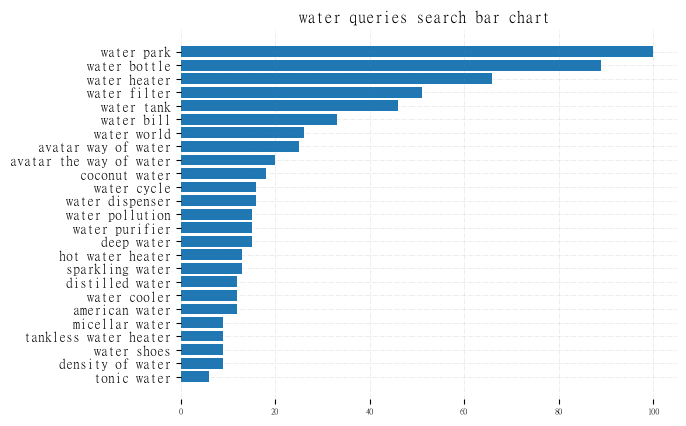 water queries search bar chart
water park
water bottle
water heater
water filter
water tank
water bill
water world
avatar way of water
avatar the way of water
coconut water
water cycle
water dispenser
water pollution
water purifier
deep water
hot water heater
sparkling water
distilled water
water cooler
american water
micellar water
tankless water heater
water shoes
density of water
tonic water
0 20 40 60 80 100